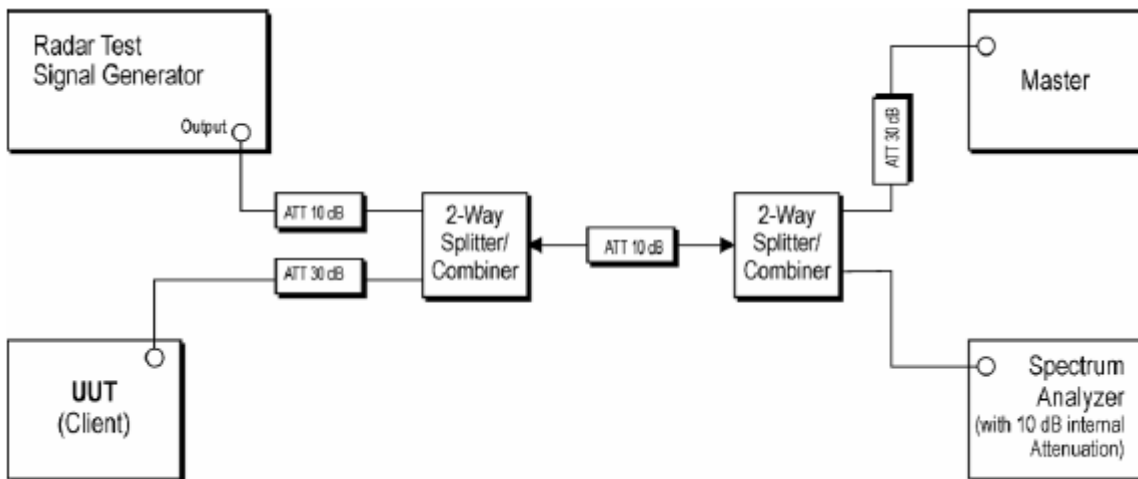 Radar Test
Signal Generator
Output
Master
ATT 30 dB
ATT 10 dB
2-Way
Splitter/
Combiner
ATT 10 dB
2-Way
Splitter/
Combiner
ATT 30 dB
UUT
(Client)
Spectrum
Analyzer
(with 10 dB internal
Attenuation)